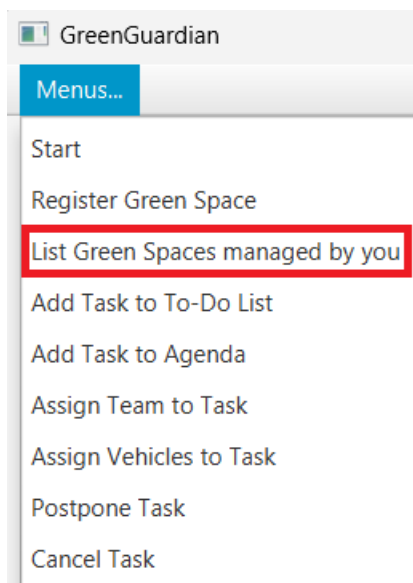 GreenGuardian
Menus...
Start
Register Green Space
List Green Spaces managed by you
Add Task to To-Do List
Add Task to Agenda
Assign Team to Task
Assign Vehicles to Task
Postpone Task
Cancel Task